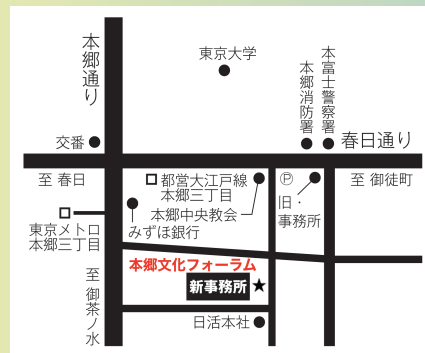 本郷通り
東京大学
本郷消防署
本富士警察署
交番
春日通り
至 春日
都営大江戸線
本郷三丁目
Ⓟ
旧・
事務所
至 御徒町
本郷中央教会
東京メトロ
本郷三丁目
みずほ銀行
本郷文化フォーラム
新事務所
至 御茶ノ水
日活本社